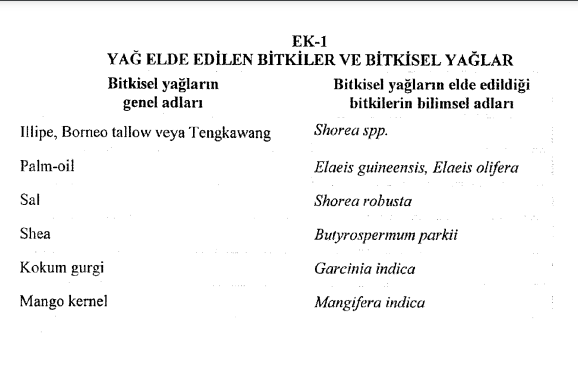 EK-1
YAĞ ELDE EDİLEN BİTKİLER VE BİTKİSEL YAĞLAR
Bitkisel yağların genel adları
Bitkisel yağların elde edildiği bitkilerin bilimsel adları
Illipe, Borneo tallow veya Tengkawang
Shorea spp.
Palm-oil
Elaeis guineensis, Elaeis olifera
Sal
Shorea robusta
Shea
Butyrospermum parkii
Kokum gurgi
Garcinia indica
Mango kernel
Mangifera indica